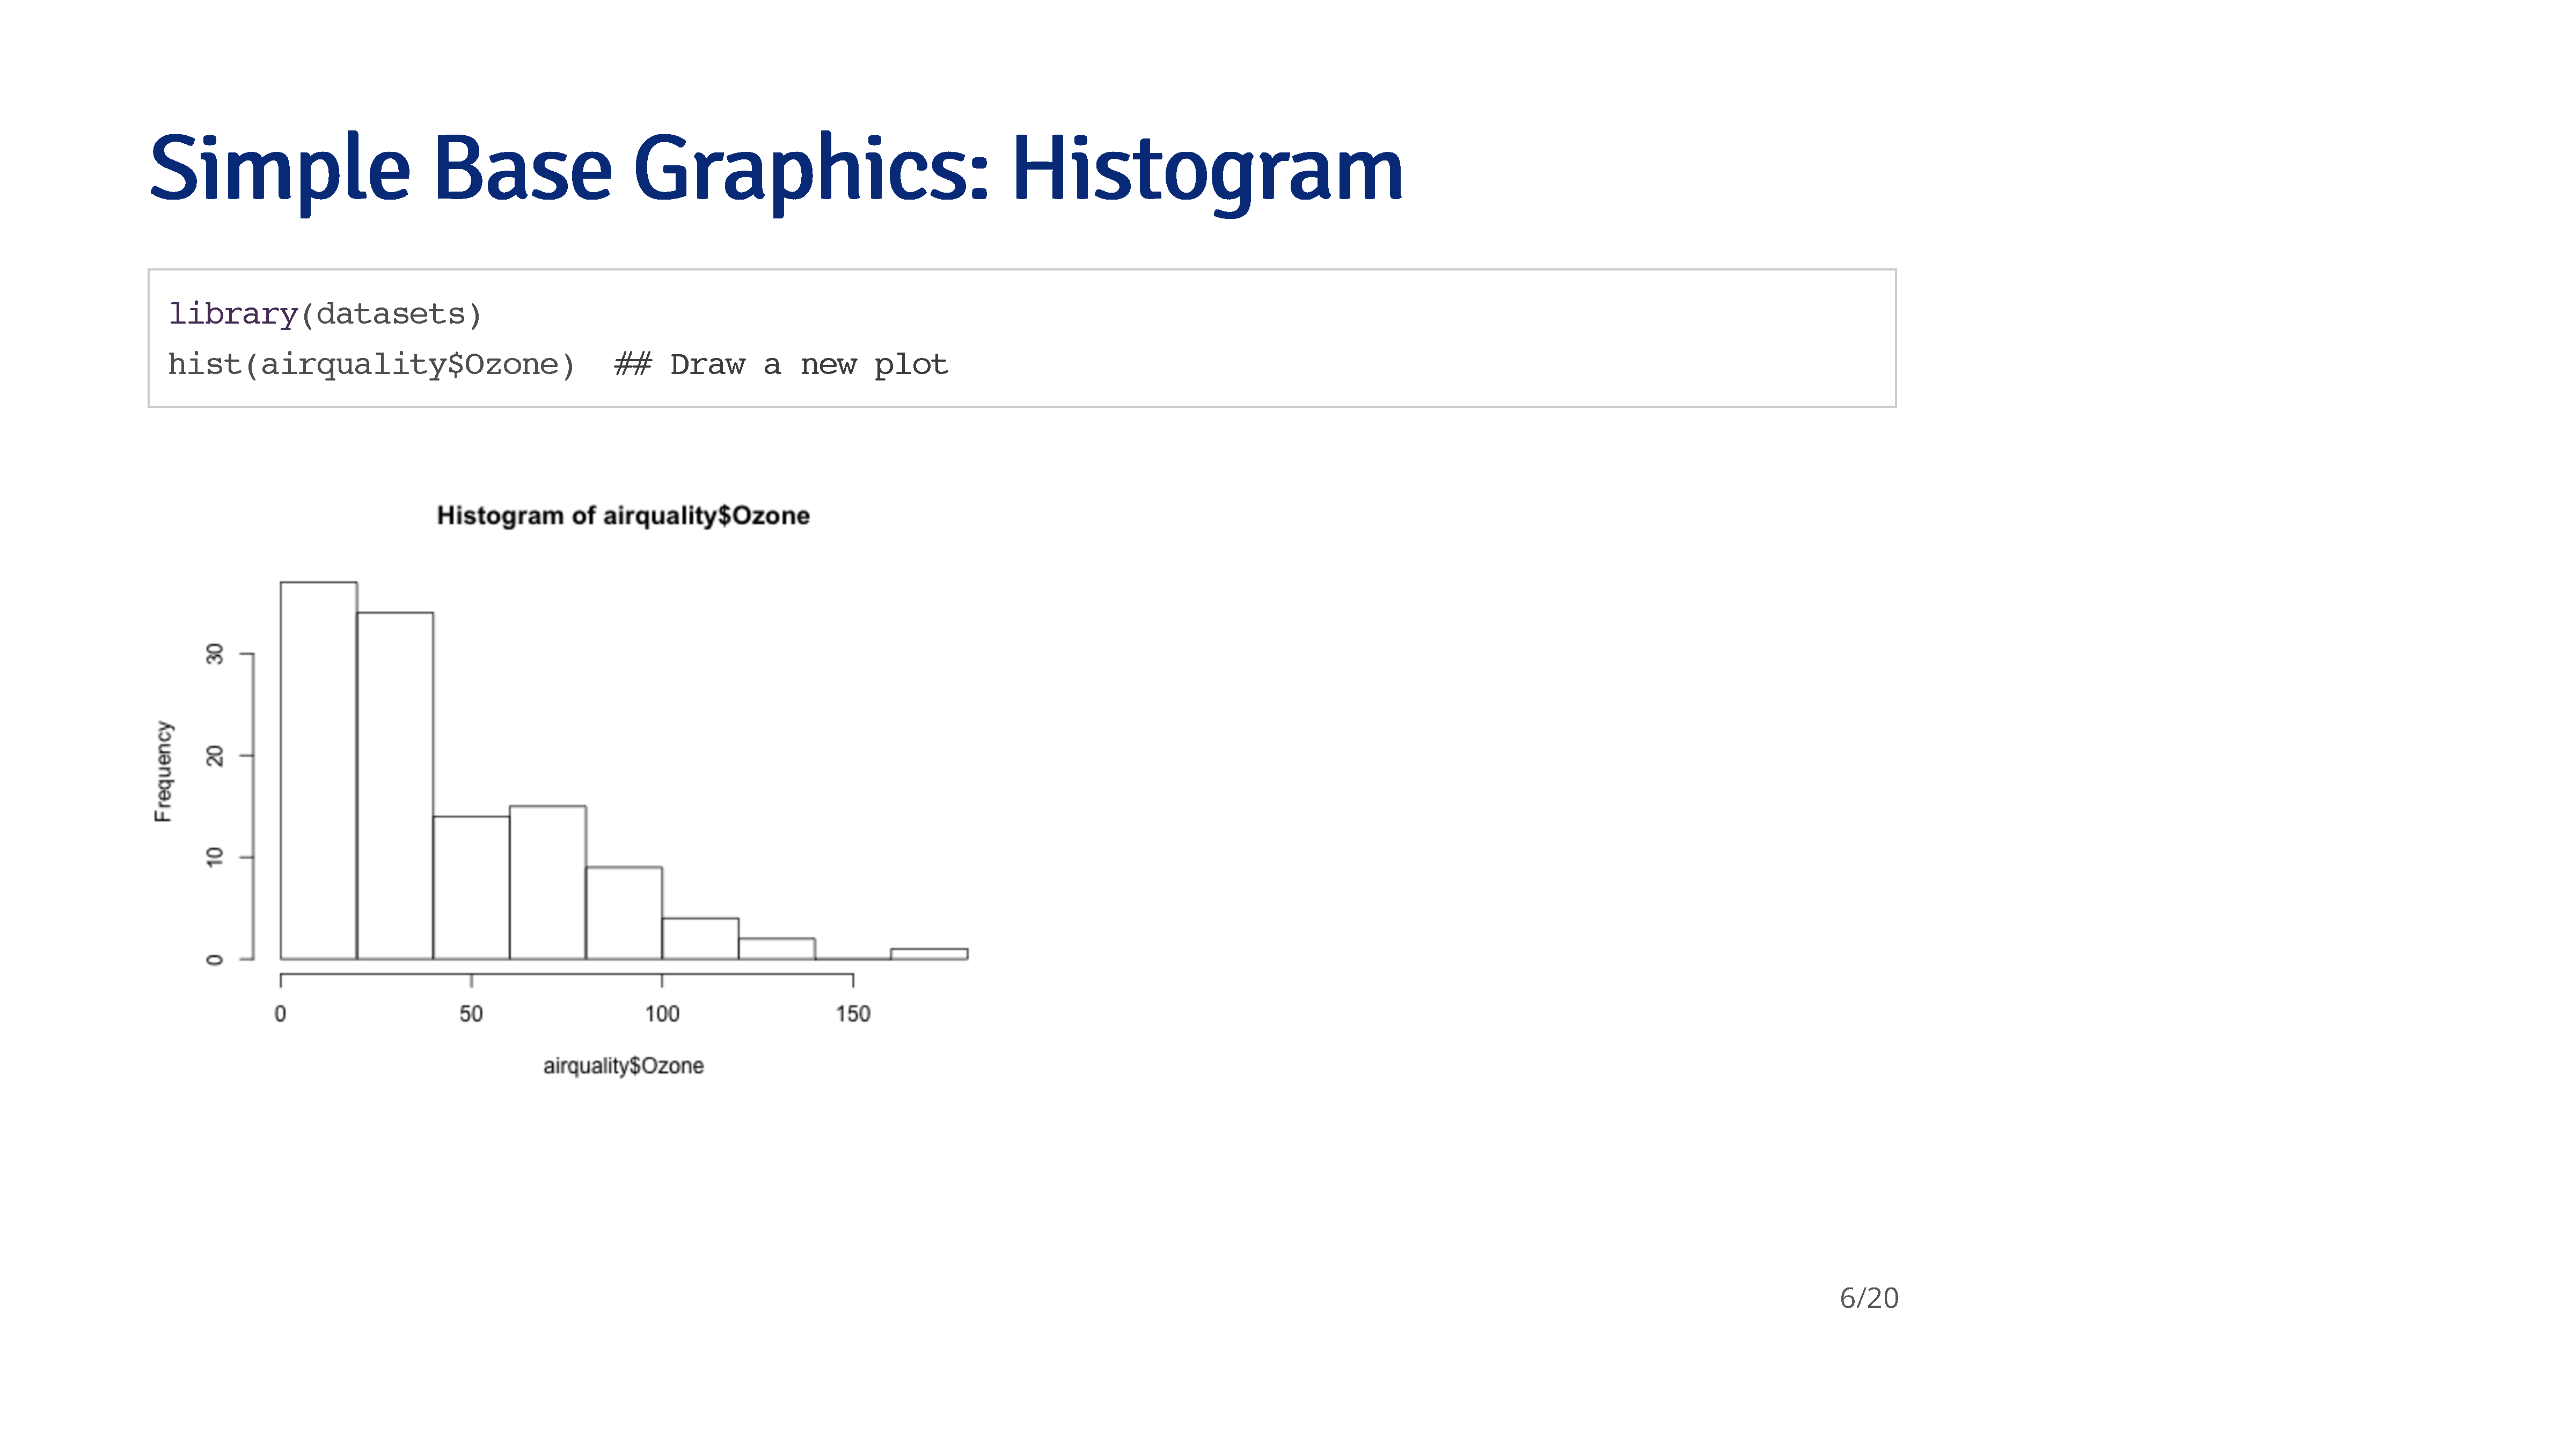 Simple Base Graphics: Histogram
library(datasets)
hist(airquality$Ozone)  ## Draw a new plot
Histogram of airquality$Ozone
Frequency
30
20
10
0
0 50 100 150
airquality$Ozone
6/20